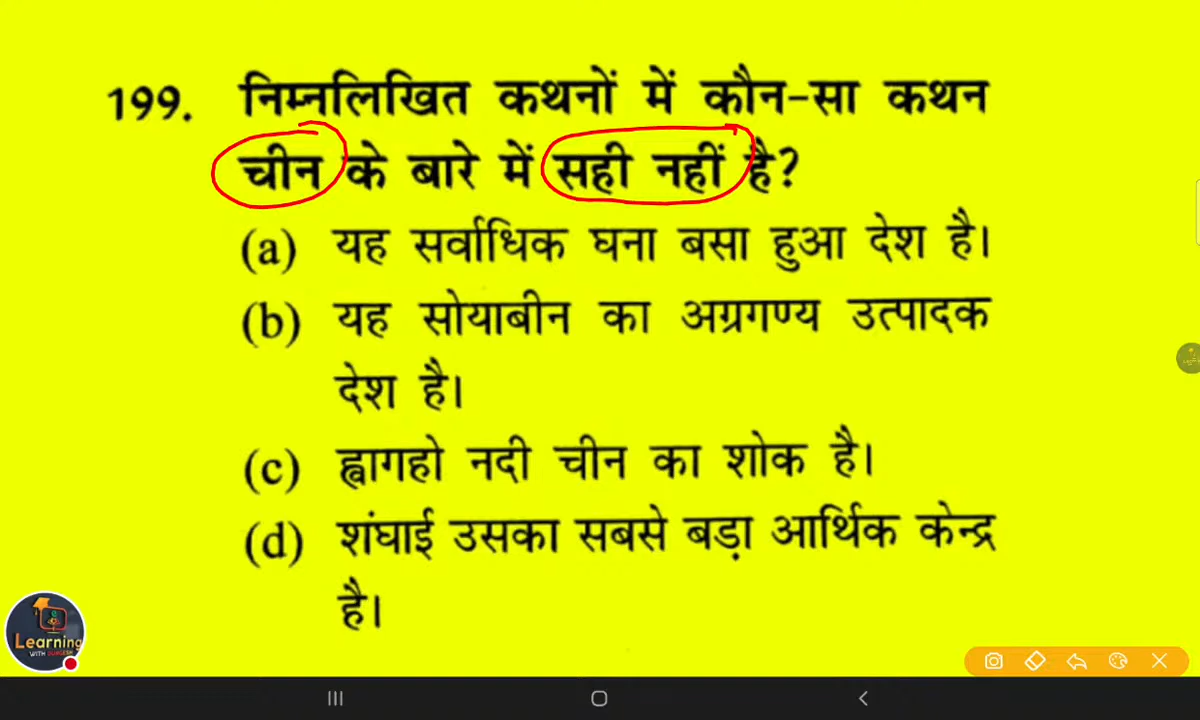 199. निम्नलिखित कथनों में कौन-सा कथन
चीन के बारे में सही नहीं है?
(a) यह सर्वाधिक घना बसा हुआ देश है।
(b) यह सोयाबीन का अग्रगण्य उत्पादक
देश है।
(c) ह्वागहो नदी चीन का शोक है।
(d) शंघाई उसका सबसे बड़ा आर्थिक केन्द्र
है।
Learning